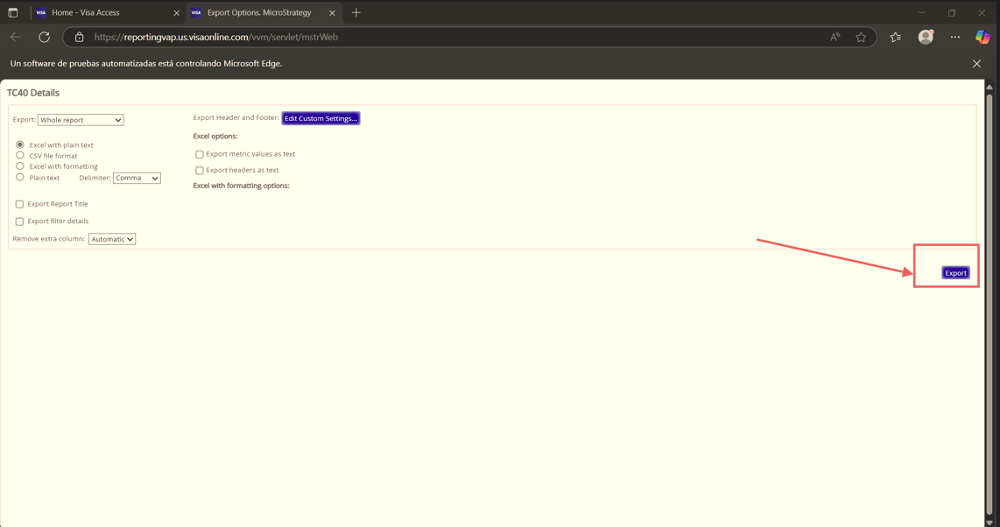 VISA Home - Visa Access
VISA Export Options. MicroStrategy
https://reportingvap.us.visaonline.com/vvm/servlet/mstrWeb
Un software de pruebas automatizadas está controlando Microsoft Edge.
TC40 Details
Export: Whole report
Export Header and Footer: Edit Custom Settings...
Excel options:
Excel with plain text
Export metric values as text
CSV file format
Excel with formatting
Export headers as text
Plain text Delimiter: Comma
Excel with formatting options:
Export Report Title
Export filter details
Remove extra column: Automatic
Export